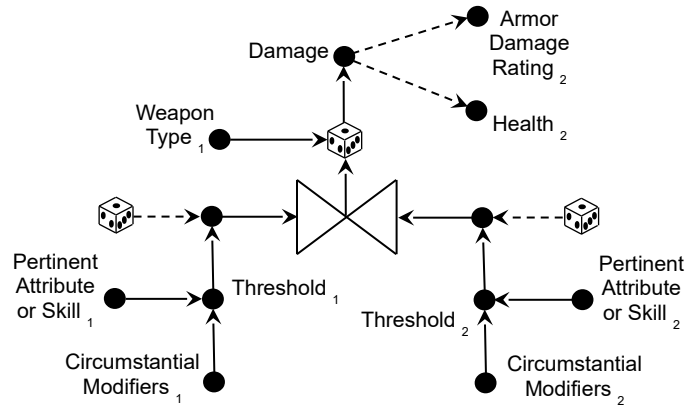 Armor
Damage
Rating 2
Damage
Weapon
Type 1
Health 2
Pertinent
Attribute
or Skill 1
Threshold 1
Circumstantial
Modifiers 1
Pertinent
Attribute
or Skill 2
Threshold 2
Circumstantial
Modifiers 2